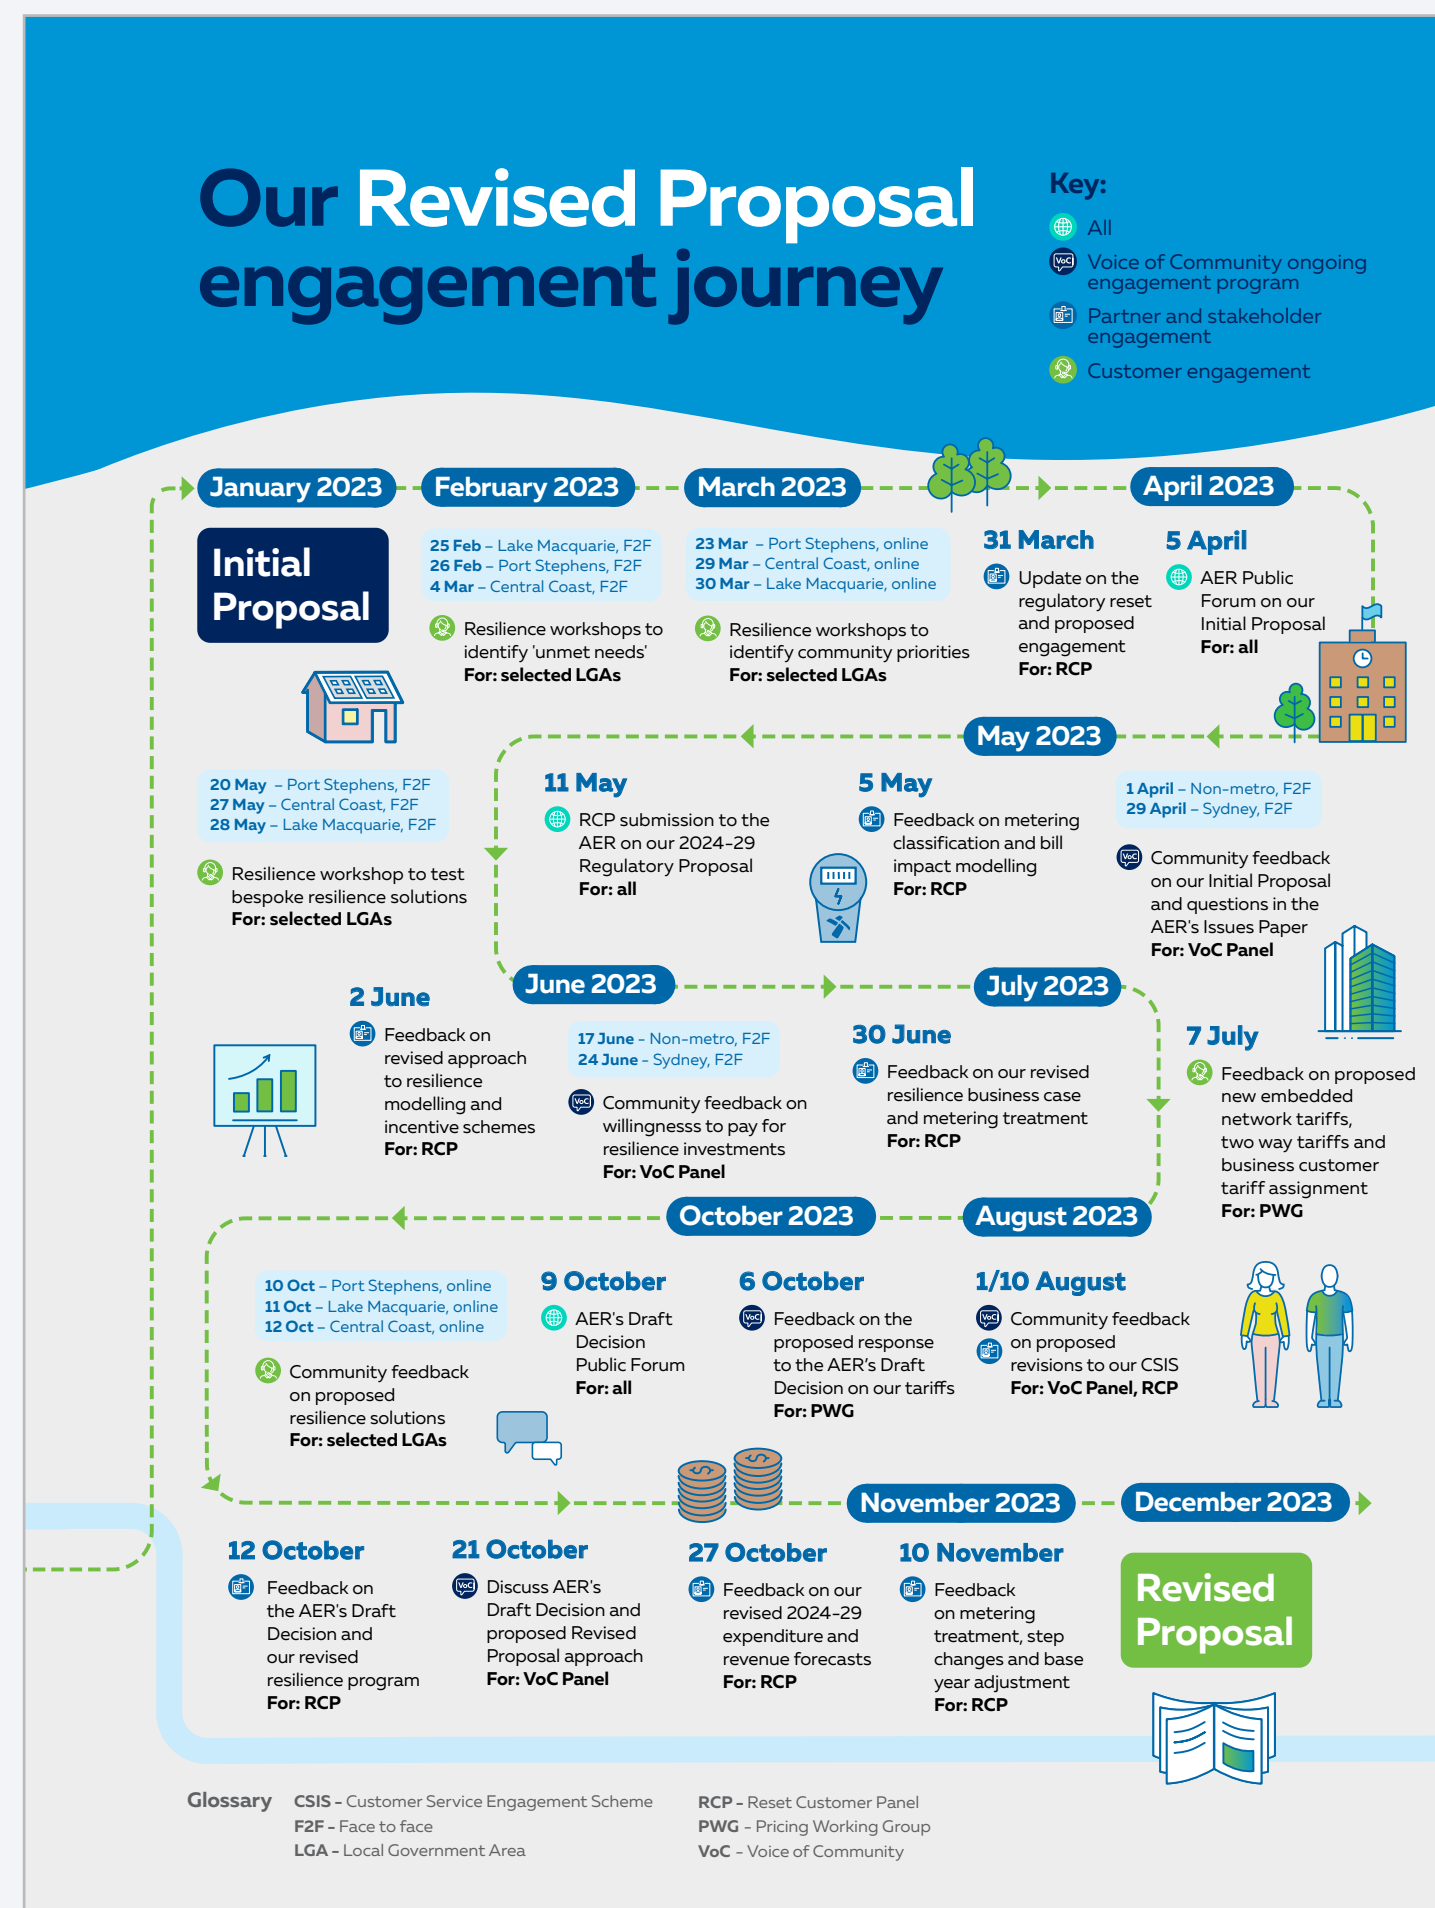 Our Revised Proposal
engagement journey
Key:
All
Voice of Community ongoing
engagement program
Partner and stakeholder
engagement
Customer engagement
January 2023
February 2023
March 2023
April 2023
Initial
Proposal
25 Feb – Lake Macquarie, F2F
26 Feb – Port Stephens, F2F
4 Mar – Central Coast, F2F
Resilience workshops to
identify 'unmet needs'
For: selected LGAs
23 Mar – Port Stephens, online
29 Mar – Central Coast, online
30 Mar – Lake Macquarie, online
Resilience workshops to
identify community priorities
For: selected LGAs
31 March
Update on the
regulatory reset
and proposed
engagement
For: RCP
5 April
AER Public
Forum on our
Initial Proposal
For: all
May 2023
1 April – Non-metro, F2F
29 April – Sydney, F2F
VoC
Community feedback
on our Initial Proposal
and questions in the
AER's Issues Paper
For: VoC Panel
5 May
Feedback on metering
classification and bill
impact modelling
For: RCP
11 May
RCP submission to the
AER on our 2024-29
Regulatory Proposal
For: all
20 May – Port Stephens, F2F
27 May – Central Coast, F2F
28 May – Lake Macquarie, F2F
Resilience workshop to test
bespoke resilience solutions
For: selected LGAs
June 2023
July 2023
2 June
Feedback on
revised approach
to resilience
modelling and
incentive schemes
For: RCP
17 June - Non-metro, F2F
24 June - Sydney, F2F
VoC
Community feedback on
willingnesss to pay for
resilience investments
For: VoC Panel
30 June
Feedback on our revised
resilience business case
and metering treatment
For: RCP
7 July
Feedback on proposed
new embedded
network tariffs,
two way tariffs and
business customer
tariff assignment
For: PWG
October 2023
August 2023
1/10 August
VoC
Community feedback
on proposed
revisions to our CSIS
For: VoC Panel, RCP
6 October
VoC
Feedback on the
proposed response
to the AER's Draft
Decision on our tariffs
For: PWG
9 October
AER's Draft
Decision
Public Forum
For: all
10 Oct – Port Stephens, online
11 Oct – Lake Macquarie, online
12 Oct – Central Coast, online
Community feedback
on proposed
resilience solutions
For: selected LGAs
November 2023
December 2023
12 October
Feedback on
the AER's Draft
Decision and
our revised
resilience program
For: RCP
21 October
VoC
Discuss AER's
Draft Decision and
proposed Revised
Proposal approach
For: VoC Panel
27 October
Feedback on our
revised 2024-29
expenditure and
revenue forecasts
For: RCP
10 November
Feedback
on metering
treatment, step
changes and base
year adjustment
For: RCP
Revised
Proposal
Glossary
CSIS - Customer Service Engagement Scheme
F2F - Face to face
LGA - Local Government Area
RCP - Reset Customer Panel
PWG - Pricing Working Group
VoC - Voice of Community